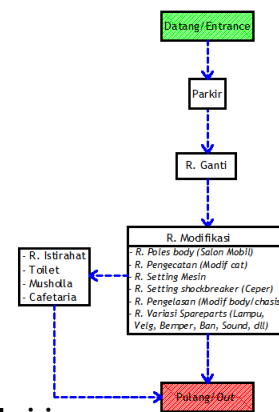 Datang/Entrance
Parkir
R. Ganti
R. Modifikasi
- R. Poles body (Salon Mobil)
- R. Pengecatan (Modif cat)
- R. Setting Mesin
- R. Setting shockbreaker (Ceper)
- R. Pengelasan (Modif body/chasis
- R. Variasi Spareparts (Lampu,
Velg, Bemper, Ban, Sound, dll)
- R. Istirahat
- Toilet
- Musholla
- Cafetaria
Pulang/Out